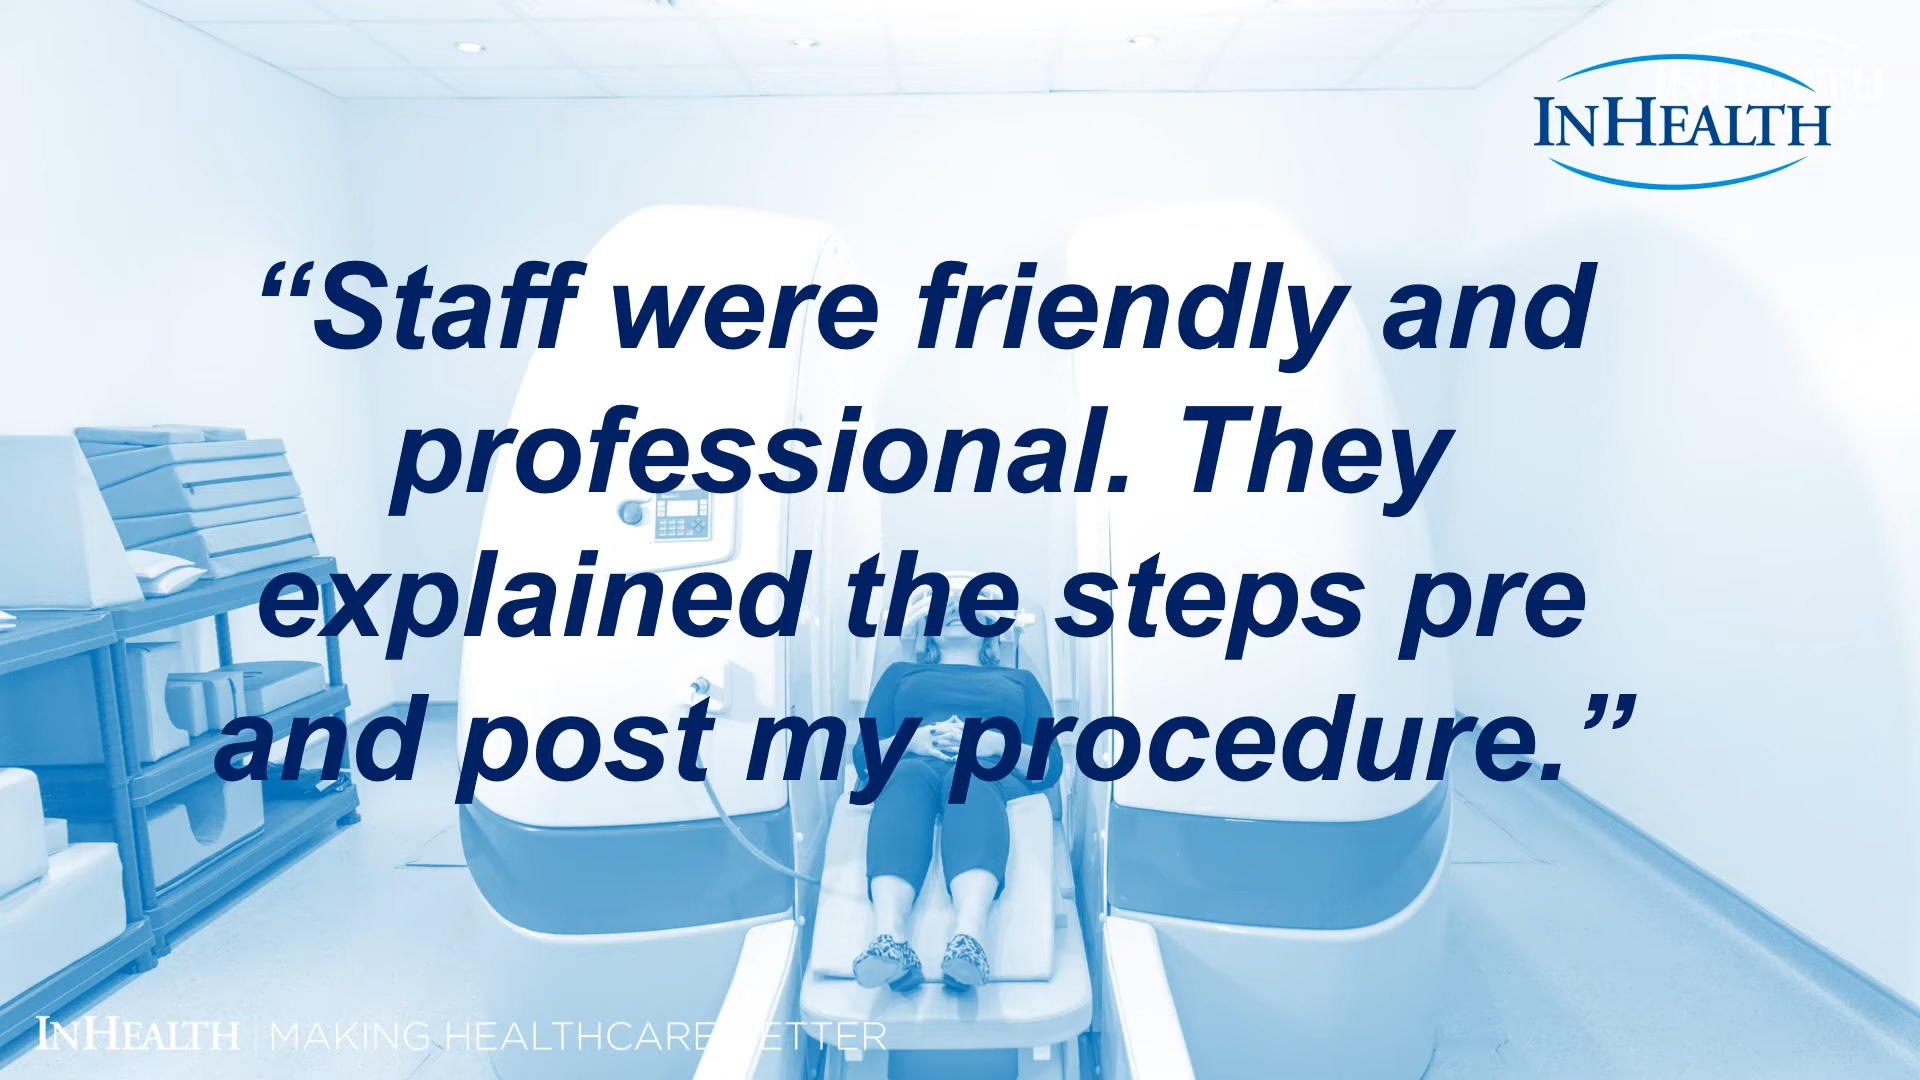 INHEALTH
“Staff were friendly and
professional. They
explained the steps pre
and post my procedure.”
INHEALTH | MAKING HEALTHCARE BETTER